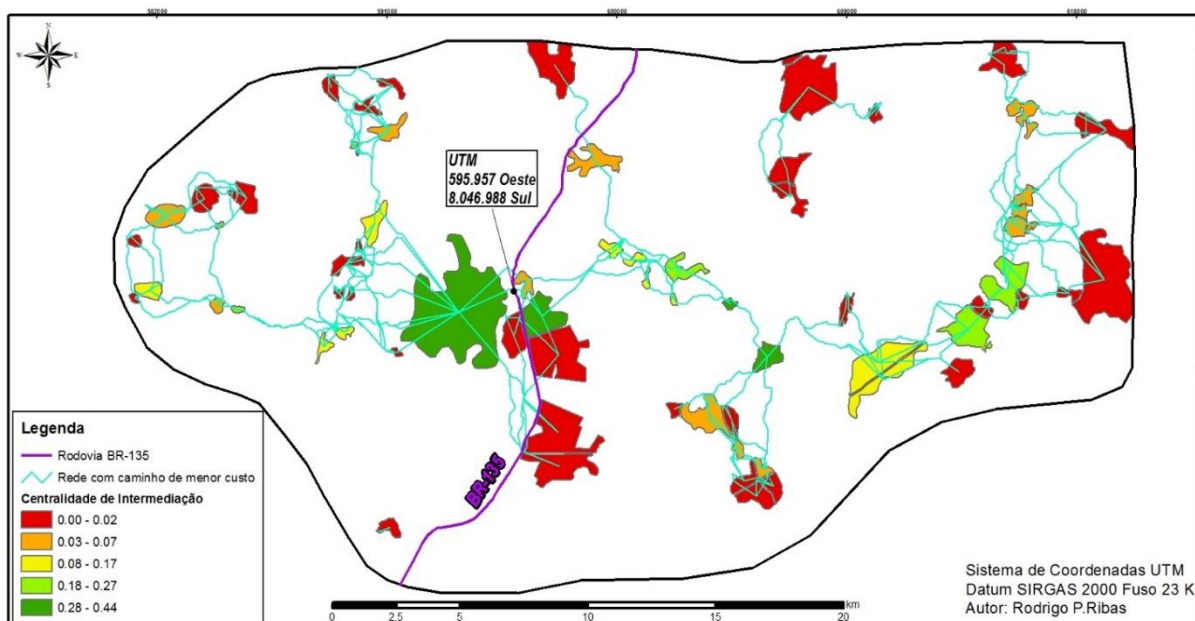 N
W E
S
UTM
595.957 Oeste
8.046.988 Sul
BR-135
Legenda
Rodovia BR-135
Rede com caminho de menor custo
Centralidade de Intermediação
0.00 - 0.02
0.03 - 0.07
0.08 - 0.17
0.18 - 0.27
0.28 - 0.44
km
0 2.5 5 10 15 20
Sistema de Coordenadas UTM
Datum SIRGAS 2000 Fuso 23 K
Autor: Rodrigo P.Ribas